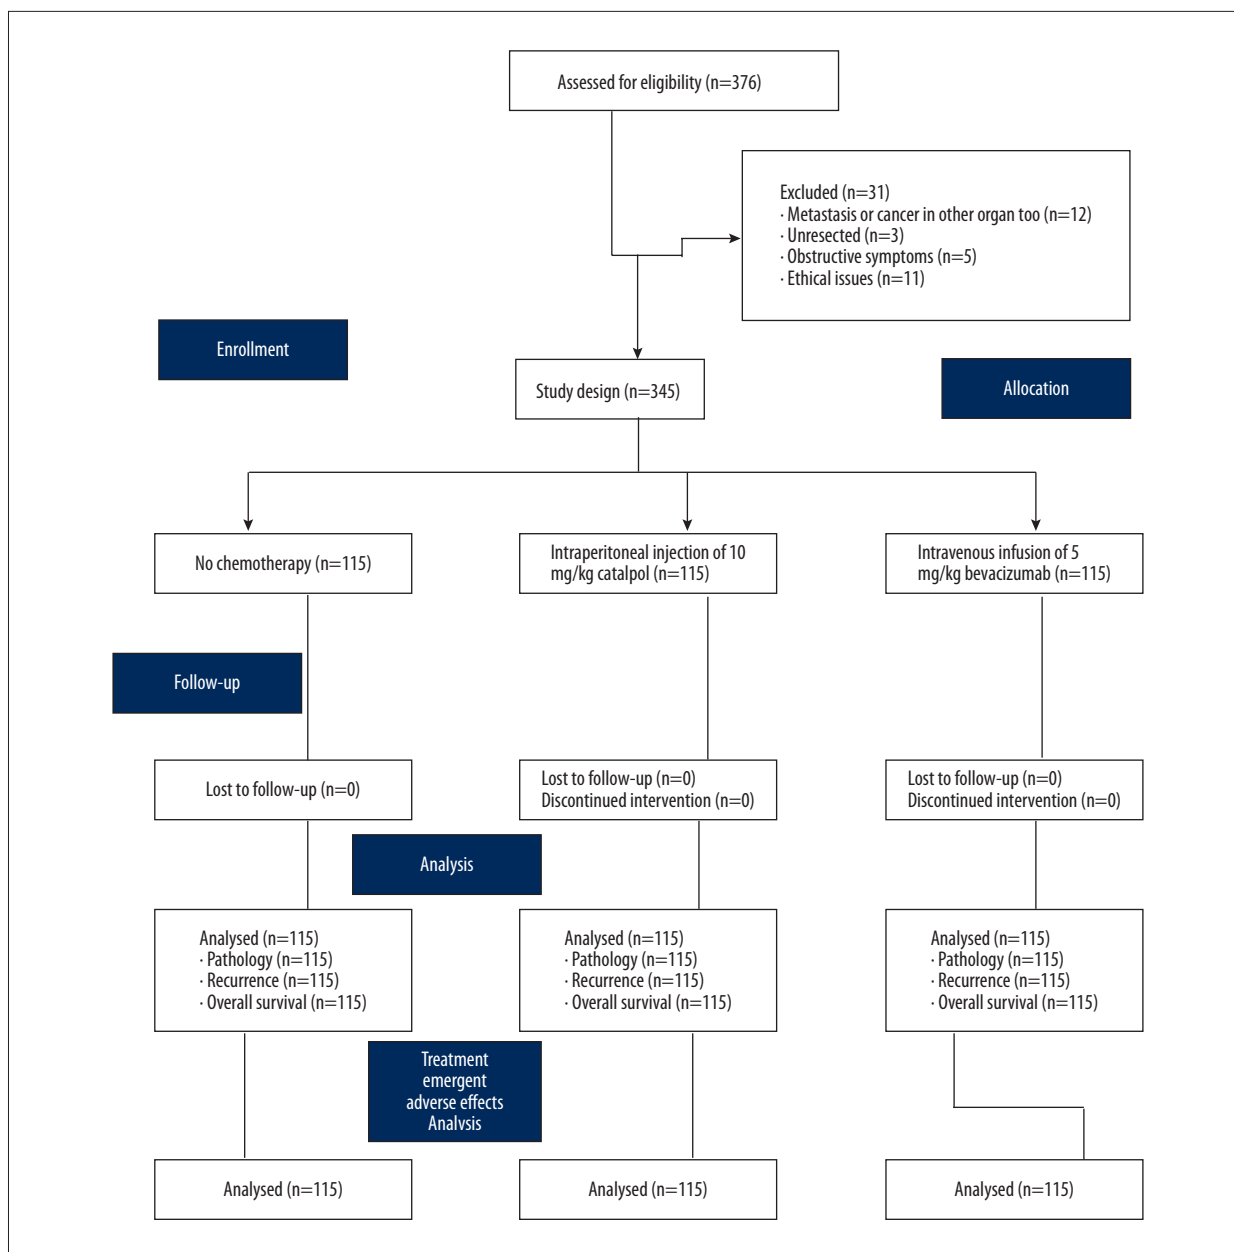 Assessed for eligibility (n=376)
Excluded (n=31)
· Metastasis or cancer in other organ too (n=12)
· Unresected (n=3)
· Obstructive symptoms (n=5)
· Ethical issues (n=11)
Enrollment
Study design (n=345)
Allocation
No chemotherapy (n=115)
Intraperitoneal injection of 10
mg/kg catalpol (n=115)
Intravenous infusion of 5
mg/kg bevacizumab (n=115)
Follow-up
Lost to follow-up (n=0)
Lost to follow-up (n=0)
Discontinued intervention (n=0)
Lost to follow-up (n=0)
Discontinued intervention (n=0)
Analysis
Analysed (n=115)
· Pathology (n=115)
· Recurrence (n=115)
· Overall survival (n=115)
Analysed (n=115)
· Pathology (n=115)
· Recurrence (n=115)
· Overall survival (n=115)
Analysed (n=115)
· Pathology (n=115)
· Recurrence (n=115)
· Overall survival (n=115)
Treatment
emergent
adverse effects
Analvsis
Analysed (n=115)
Analysed (n=115)
Analysed (n=115)